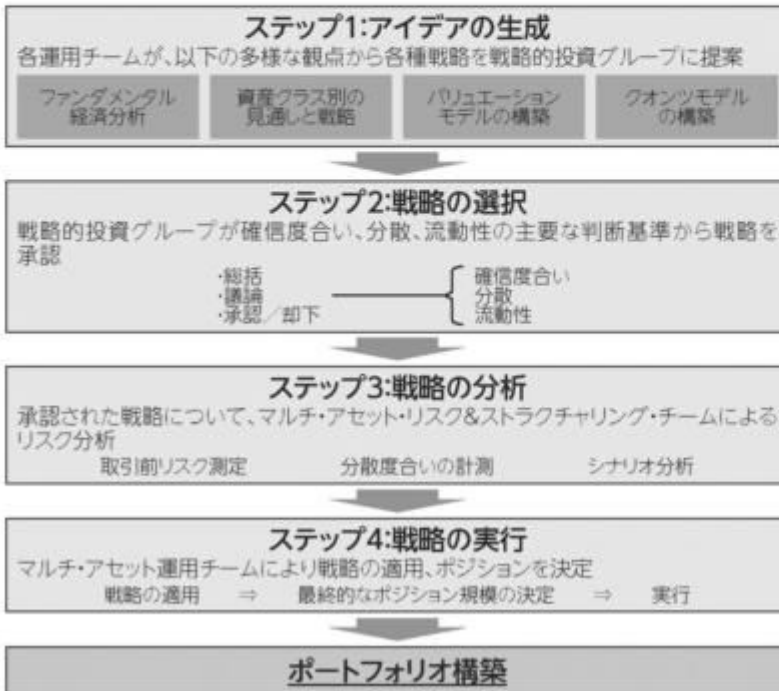 ステップ1:アイデアの生成
各運用チームが、以下の多様な観点から各種戦略を戦略的投資グループに提案
ファンダメンタル 資産クラス別の バリュエーション クオンツモデル
経済分析 見通しと戦略 モデルの構築 の構築
ステップ2:戦略の選択
戦略的投資グループが確信度合い、分散、流動性の主要な判断基準から戦略を
承認
・総括 確信度合い
・議論 分散
・承認／却下 流動性
ステップ3:戦略の分析
承認された戦略について、マルチ・アセット・リスク&ストラクチャリング・チームによる
リスク分析
取引前リスク測定 分散度合いの計測 シナリオ分析
ステップ4:戦略の実行
マルチ・アセット運用チームにより戦略の適用、ポジションを決定
戦略の適用 ⇒ 最終的なポジション規模の決定 ⇒ 実行
ポートフォリオ構築